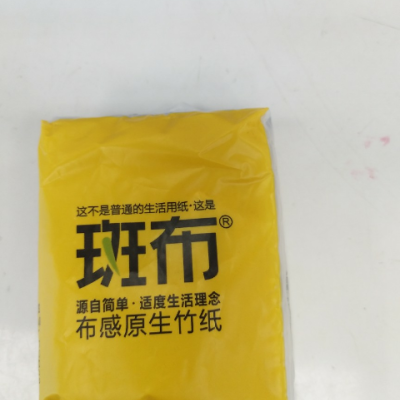 这不是普通的生活用纸·这是
斑布®
源自简单·适度生活理念
布感原生竹纸